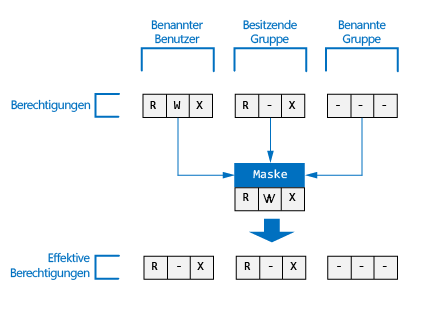 Benannter
Benutzer
Besitzende
Gruppe
Benannte
Gruppe
Berechtigungen
R W X
R - X
- - -
Maske
R W X
Effektive
Berechtigungen
R - X
R - X
- - -